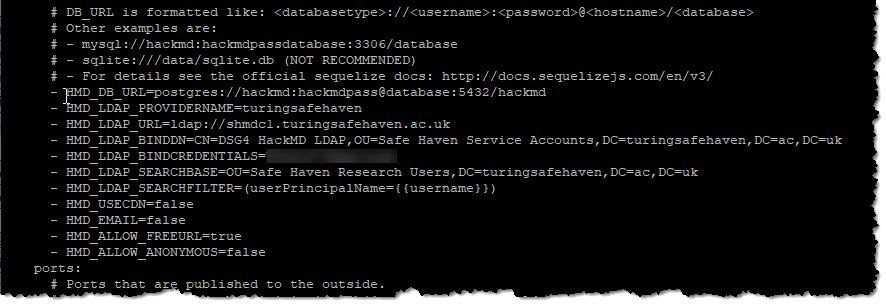 # DB_URL is formatted like: <databasetype>://<username>:<password>@<hostname>/<database>
# Other examples are:
# - mysql://hackmd:hackmdpassdatabase:3306/database
# - sqlite:///data/sqlite.db (NOT RECOMMENDED)
# - For details see the official sequelize docs: http://docs.sequelizejs.com/en/v3/
- HMD_DB_URL=postgres://hackmd:hackmdpass@database:5432/hackmd
- HMD_LDAP_PROVIDERNAME=turingsafehaven
- HMD_LDAP_URL=ldap://shmdc1.turingsafehaven.ac.uk
- HMD_LDAP_BINDDN=CN=DSG4 HackMD LDAP,OU=Safe Haven Service Accounts,DC=turingsafehaven,DC=ac,DC=uk
- HMD_LDAP_BINDCREDENTIALS=
- HMD_LDAP_SEARCHBASE=OU=Safe Haven Research Users,DC=turingsafehaven,DC=ac,DC=uk
- HMD_LDAP_SEARCHFILTER=(userPrincipalName={{username}})
- HMD_USECDN=false
- HMD_EMAIL=false
- HMD_ALLOW_FREEURL=true
- HMD_ALLOW_ANONYMOUS=false
ports:
# Ports that are published to the outside.